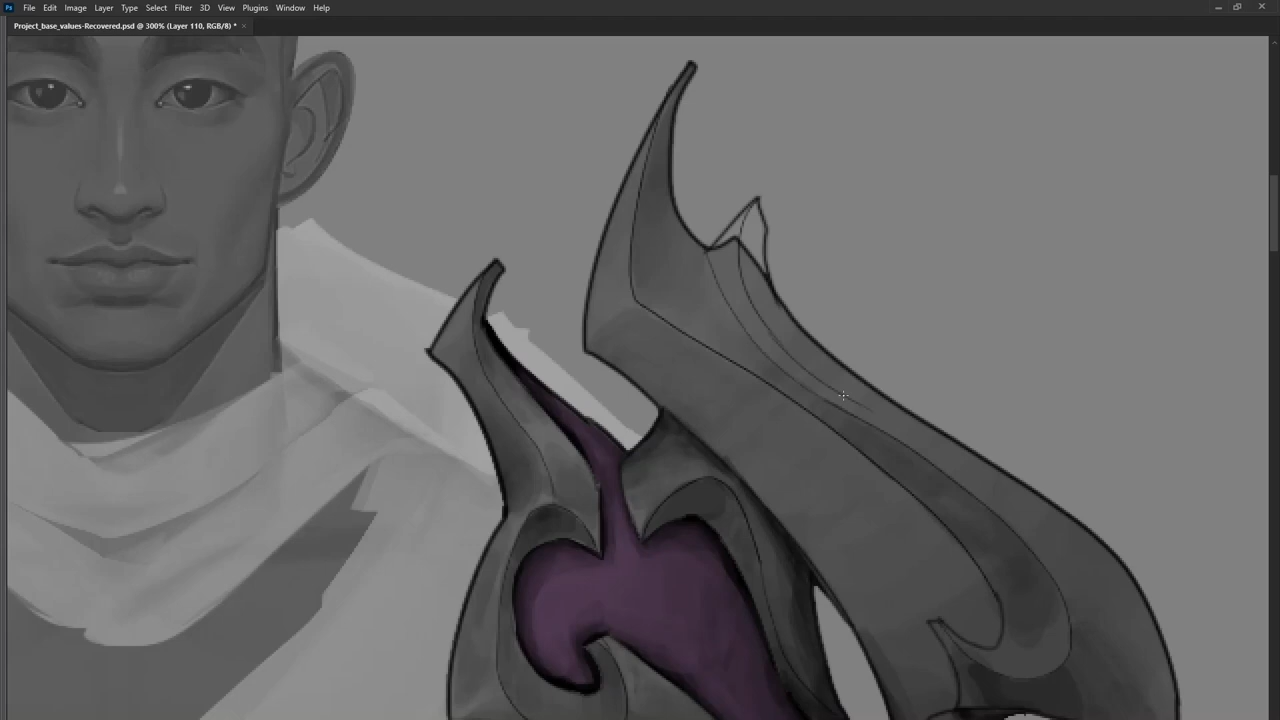 Ps File Edit Image Layer Type Select Filter 3D View Plugins Window Help
Project_base_values-Recovered.psd @ 300% (Layer 110, RGB/8) * ×